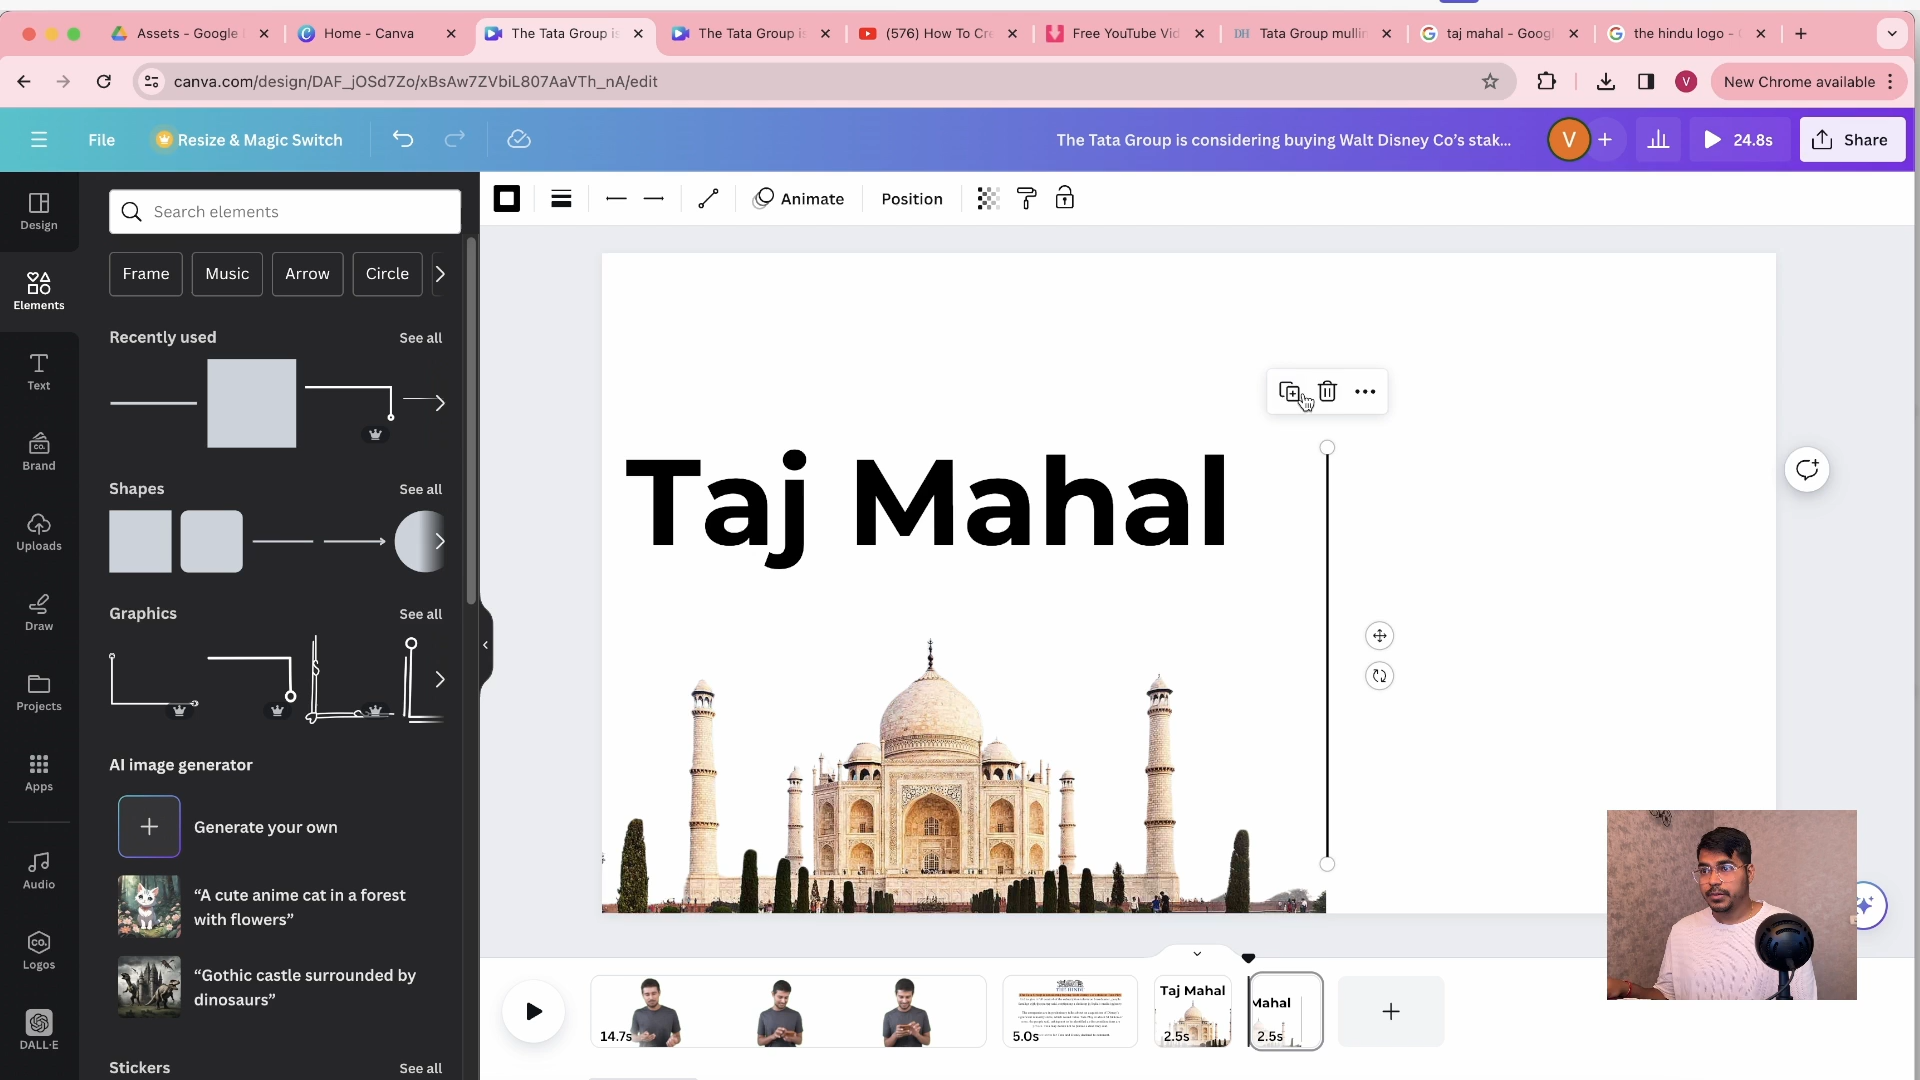 Assets - Google
Home - Canva
The Tata Group is
The Tata Group is
(576) How To Cre
Free YouTube Vid
Tata Group mullin
taj mahal - Googl
the hindu logo -
canva.com/design/DAF_jOSd7Zo/xBsAw7ZVbiL807AaVTh_nA/edit
V
New Chrome available
File
Resize & Magic Switch
The Tata Group is considering buying Walt Disney Co's stak...
V
24.8s
Share
Design
Elements
Text
Brand
Uploads
Draw
Projects
Apps
Audio
Logos
DALL·E
Search elements
Frame
Music
Arrow
Circle
Recently used
See all
Shapes
See all
Graphics
See all
AI image generator
Generate your own
“A cute anime cat in a forest
with flowers”
“Gothic castle surrounded by
dinosaurs”
Stickers
See all
Animate
Position
Taj Mahal
14.7s
5.0s
Taj Mahal
2.5s
Mahal
2.5s